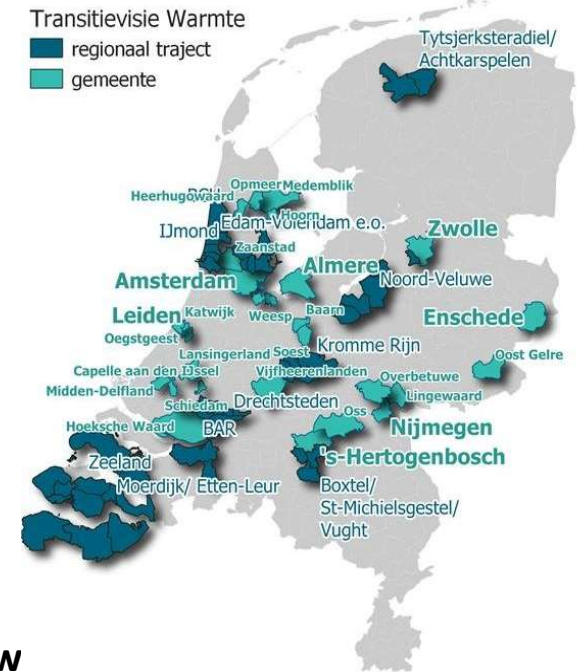 Transitievisie Warmte
regionaal traject
gemeente
Tytsjerksteradiel/
Achtkarspelen
Opmeer Medemblik
Heerhugowaard
Hoorn
Edam-Volendam e.o.
IJmond
Zaanstad
Zwolle
Almere
Amsterdam
Noord-Veluwe
Leiden
Katwijk
Weesp
Baarn
Enschede
Oegstgeest
Kromme Rijn
Lansingerland
Soest
Oost Gelre
Capelle aan den IJssel
Vijfheerenlanden
Overbetuwe
Midden-Delfland
Lingewaard
Schiedam
Drechtsteden
Oss
Hoeksche Waard
BAR
Nijmegen
Zeeland
's-Hertogenbosch
Moerdijk/ Etten-Leur
Boxtel/
St-Michielsgestel/
Vught
w